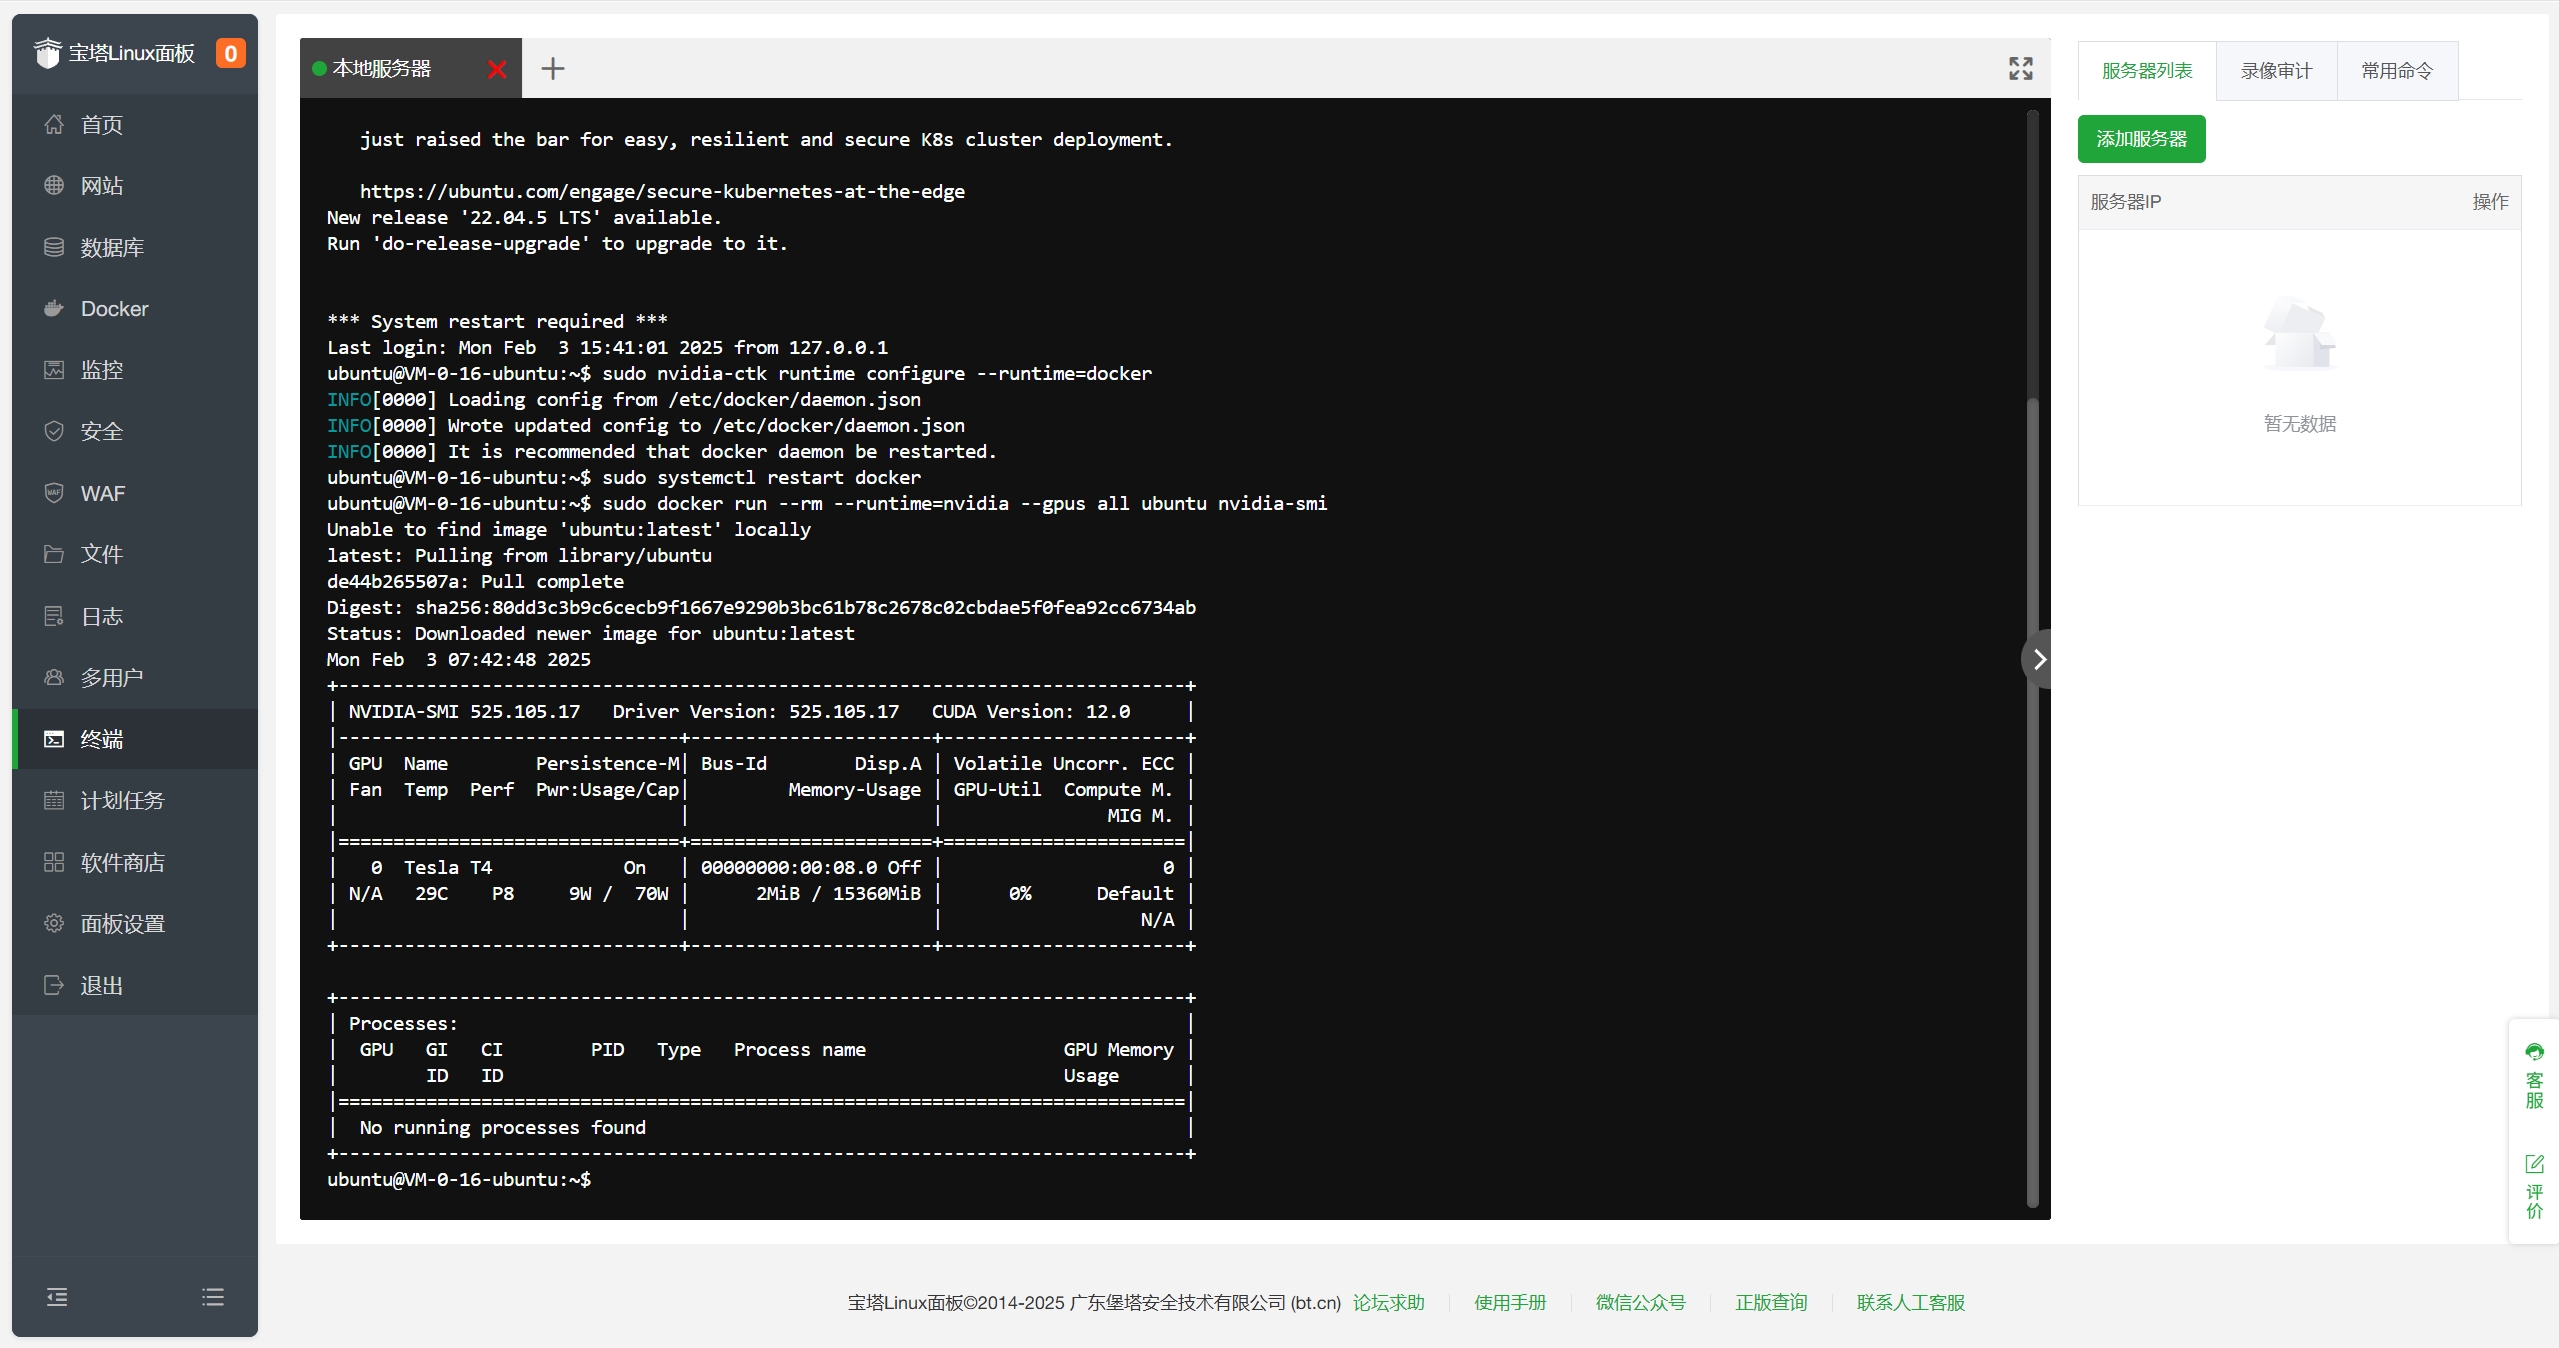 宝塔Linux面板 0
首页
网站
数据库
Docker
监控
安全
WAF
文件
日志
多用户
终端
计划任务
软件商店
面板设置
退出
本地服务器
just raised the bar for easy, resilient and secure K8s cluster deployment.
https://ubuntu.com/engage/secure-kubernetes-at-the-edge
New release '22.04.5 LTS' available.
Run 'do-release-upgrade' to upgrade to it.
*** System restart required ***
Last login: Mon Feb  3 15:41:01 2025 from 127.0.0.1
ubuntu@VM-0-16-ubuntu:~$ sudo nvidia-ctk runtime configure --runtime=docker
INFO[0000] Loading config from /etc/docker/daemon.json
INFO[0000] Wrote updated config to /etc/docker/daemon.json
INFO[0000] It is recommended that docker daemon be restarted.
ubuntu@VM-0-16-ubuntu:~$ sudo systemctl restart docker
ubuntu@VM-0-16-ubuntu:~$ sudo docker run --rm --runtime=nvidia --gpus all ubuntu nvidia-smi
Unable to find image 'ubuntu:latest' locally
latest: Pulling from library/ubuntu
de44b265507a: Pull complete
Digest: sha256:80dd3c3b9c6cecb9f1667e9290b3bc61b78c2678c02cbdae5f0fea92cc6734ab
Status: Downloaded newer image for ubuntu:latest
Mon Feb  3 07:42:48 2025
+-----------------------------------------------------------------------------+
| NVIDIA-SMI 525.105.17   Driver Version: 525.105.17   CUDA Version: 12.0     |
|-------------------------------+----------------------+----------------------+
| GPU  Name        Persistence-M| Bus-Id        Disp.A | Volatile Uncorr. ECC |
| Fan  Temp  Perf  Pwr:Usage/Cap|         Memory-Usage | GPU-Util  Compute M. |
|                               |                      |               MIG M. |
|===============================+======================+======================|
|   0  Tesla T4            On   | 00000000:00:08.0 Off |                    0 |
| N/A   29C    P8     9W /  70W |      2MiB / 15360MiB |      0%      Default |
|                               |                      |                  N/A |
+-------------------------------+----------------------+----------------------+
+-----------------------------------------------------------------------------+
| Processes:                                                                  |
|  GPU   GI   CI        PID   Type   Process name                  GPU Memory |
|        ID   ID                                                   Usage      |
|=============================================================================|
|  No running processes found                                                 |
+-----------------------------------------------------------------------------+
ubuntu@VM-0-16-ubuntu:~$
服务器列表 录像审计 常用命令
添加服务器
服务器IP 操作
暂无数据
客服
评价
宝塔Linux面板©2014-2025 广东堡塔安全技术有限公司 (bt.cn) 论坛求助 使用手册 微信公众号 正版查询 联系人工客服